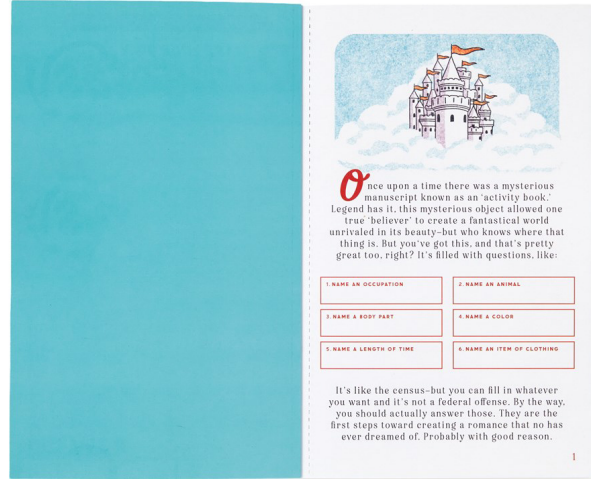 Once upon a time there was a mysterious
manuscript known as an ‘activity book.’
Legend has it, this mysterious object allowed one
true ‘believer’ to create a fantastical world
unrivaled in its beauty–but who knows where that
thing is. But you’ve got this, and that’s pretty
great too, right? It’s filled with questions, like:
1. NAME AN OCCUPATION
2. NAME AN ANIMAL
3. NAME A BODY PART
4. NAME A COLOR
5. NAME A LENGTH OF TIME
6. NAME AN ITEM OF CLOTHING
It’s like the census–but you can fill in whatever
you want and it’s not a federal offense. By the way,
you should actually answer those. They are the
first steps toward creating a romance that no has
ever dreamed of. Probably with good reason.
1